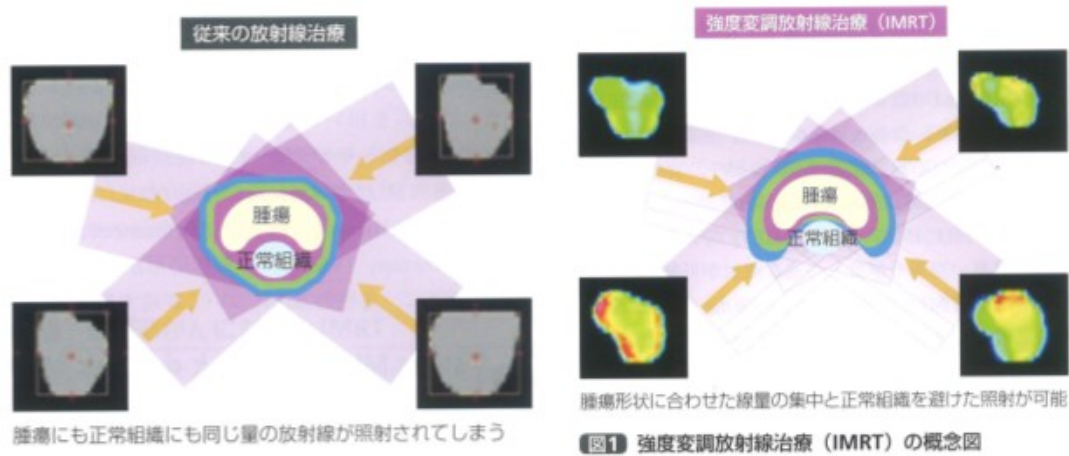 従来の放射線治療
腫瘍
正常組織
腫瘍にも正常組織にも同じ量の放射線が照射されてしまう
強度変調放射線治療（IMRT）
腫瘍
正常組織
腫瘍形状に合わせた線量の集中と正常組織を避けた照射が可能
図1 強度変調放射線治療（IMRT）の概念図